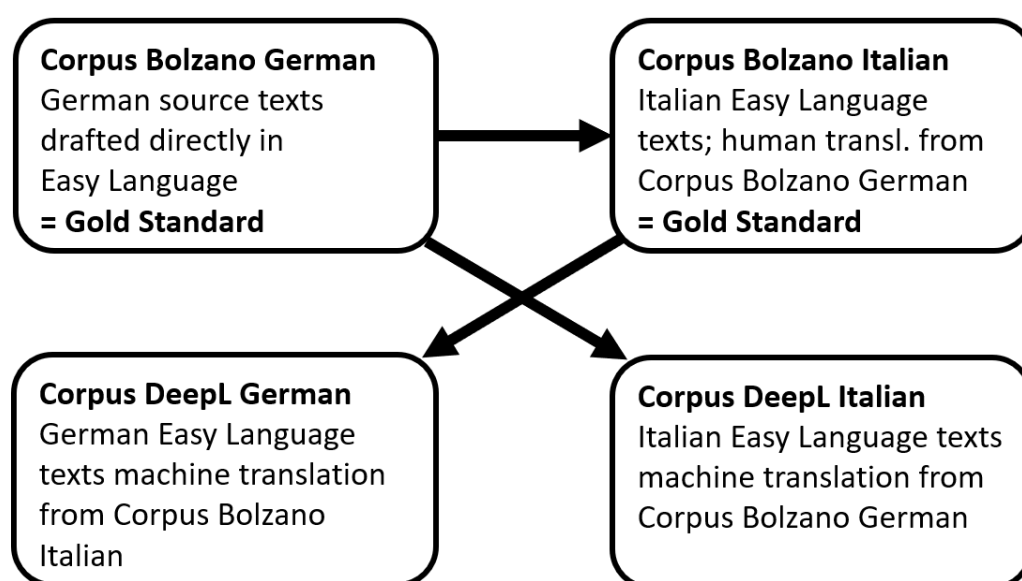 Corpus Bolzano German
German source texts
drafted directly in
Easy Language
= Gold Standard
Corpus Bolzano Italian
Italian Easy Language
texts; human transl. from
Corpus Bolzano German
= Gold Standard
Corpus DeepL German
German Easy Language
texts machine translation
from Corpus Bolzano
Italian
Corpus DeepL Italian
Italian Easy Language texts
machine translation from
Corpus Bolzano German